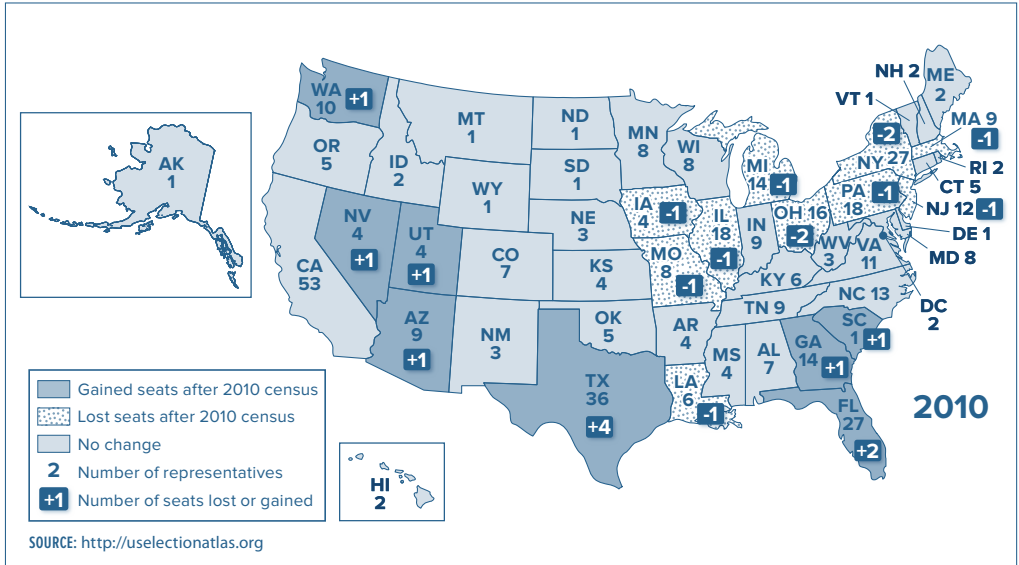 WA
10
+1
OR
5
ID
2
MT
1
ND
1
SD
1
WY
1
NE
3
MN
8
WI
8
MI
14
-1
IA
4
-1
IL
18
-1
IN
9
OH 16
-2
PA
18
-1
NY 27
-2
VT 1
NH 2
ME
2
MA 9
-1
RI 2
CT 5
NJ 12 -1
DE 1
MD 8
DC
2
AK
1
CA
53
NV
4
+1
UT
4
+1
CO
7
KS
4
MO
8
-1
KY 6
WV
3
VA
11
NC 13
TN 9
SC
1
+1
AZ
9
+1
NM
3
OK
5
AR
4
MS
4
AL
7
GA
14
+1
TX
36
+4
LA
6
-1
FL
27
+2
HI
2
2010
Gained seats after 2010 census
Lost seats after 2010 census
No change
2 Number of representatives
+1 Number of seats lost or gained
SOURCE: http://uselectionatlas.org